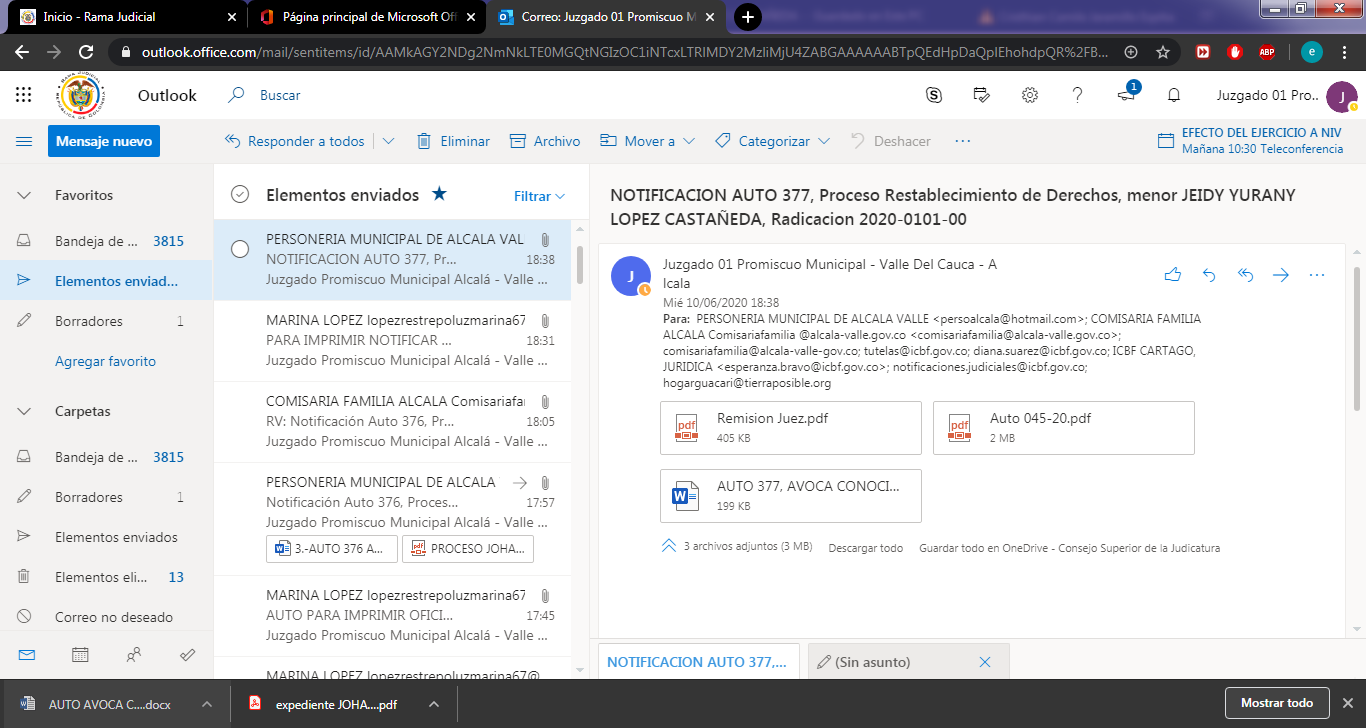 Inicio - Rama Judicial
Página principal de Microsoft Off
Correo: Juzgado 01 Promiscuo M
outlook.office.com/mail/sentitems/id/AAMkAGY2NDg2NmNkLTE0MGQtNGIzOC1iNTcxLTRlMDY2MzliMjU4ZABGAAAAAABTpQEdHpDaQpIEhohdpQR%2FB...
ABP
e
Outlook
Buscar
1
Juzgado 01 Pro..
J
Mensaje nuevo
Responder a todos
Eliminar
Archivo
Mover a
Categorizar
Deshacer
EFECTO DEL EJERCICIO A NIV
Mañana 10:30 Teleconferencia
Favoritos
Bandeja de ... 3815
Elementos enviad...
Borradores 1
Agregar favorito
Carpetas
Bandeja de ... 3815
Borradores 1
Elementos enviados
Elementos eli... 13
Correo no deseado
Elementos enviados
Filtrar
PERSONERIA MUNICIPAL DE ALCALA VAL
NOTIFICACION AUTO 377, Pr... 18:38
Juzgado Promiscuo Municipal Alcalá - Valle ...
MARINA LOPEZ lopezrestrepoluzmarina67
PARA IMPRIMIR NOTIFICAR ... 18:31
Juzgado Promiscuo Municipal Alcalá - Valle ...
COMISARIA FAMILIA ALCALA Comisariafa
RV: Notificación Auto 376, Pr... 18:05
Juzgado Promiscuo Municipal Alcalá - Valle ...
PERSONERIA MUNICIPAL DE ALCALA
Notificación Auto 376, Proces... 17:57
Juzgado Promiscuo Municipal Alcalá - Valle ...
3.-AUTO 376 A...
PROCESO JOHA...
MARINA LOPEZ lopezrestrepoluzmarina67
AUTO PARA IMPRIMIR OFICI... 17:45
Juzgado Promiscuo Municipal Alcalá - Valle ...
MARINA LOPEZ lopezrestrepoluzmarina67@
NOTIFICACION AUTO 377, Proceso Restablecimiento de Derechos, menor JEIDY YURANY
LOPEZ CASTAÑEDA, Radicacion 2020-0101-00
J
Juzgado 01 Promiscuo Municipal - Valle Del Cauca - A
lcala
Mié 10/06/2020 18:38
Para: PERSONERIA MUNICIPAL DE ALCALA VALLE <persoalcala@hotmail.com>; COMISARIA FAMILIA
ALCALA Comisariafamilia @alcala-valle.gov.co <comisariafamilia@alcala-valle.gov.co>;
comisariafamilia@alcala-valle-gov.co; tutelas@icbf.gov.co; diana.suarez@icbf.gov.co; ICBF CARTAGO,
JURIDICA <esperanza.bravo@icbf.gov.co>; notificaciones.judiciales@icbf.gov.co;
hogarguacari@tierraposible.org
pdf
Remision Juez.pdf
405 KB
pdf
Auto 045-20.pdf
2 MB
W
AUTO 377, AVOCA CONOCI...
199 KB
3 archivos adjuntos (3 MB) Descargar todo Guardar todo en OneDrive - Consejo Superior de la Judicatura
NOTIFICACION AUTO 377,...
(Sin asunto)
AUTO AVOCA C....docx
expediente JOHA....pdf
Mostrar todo